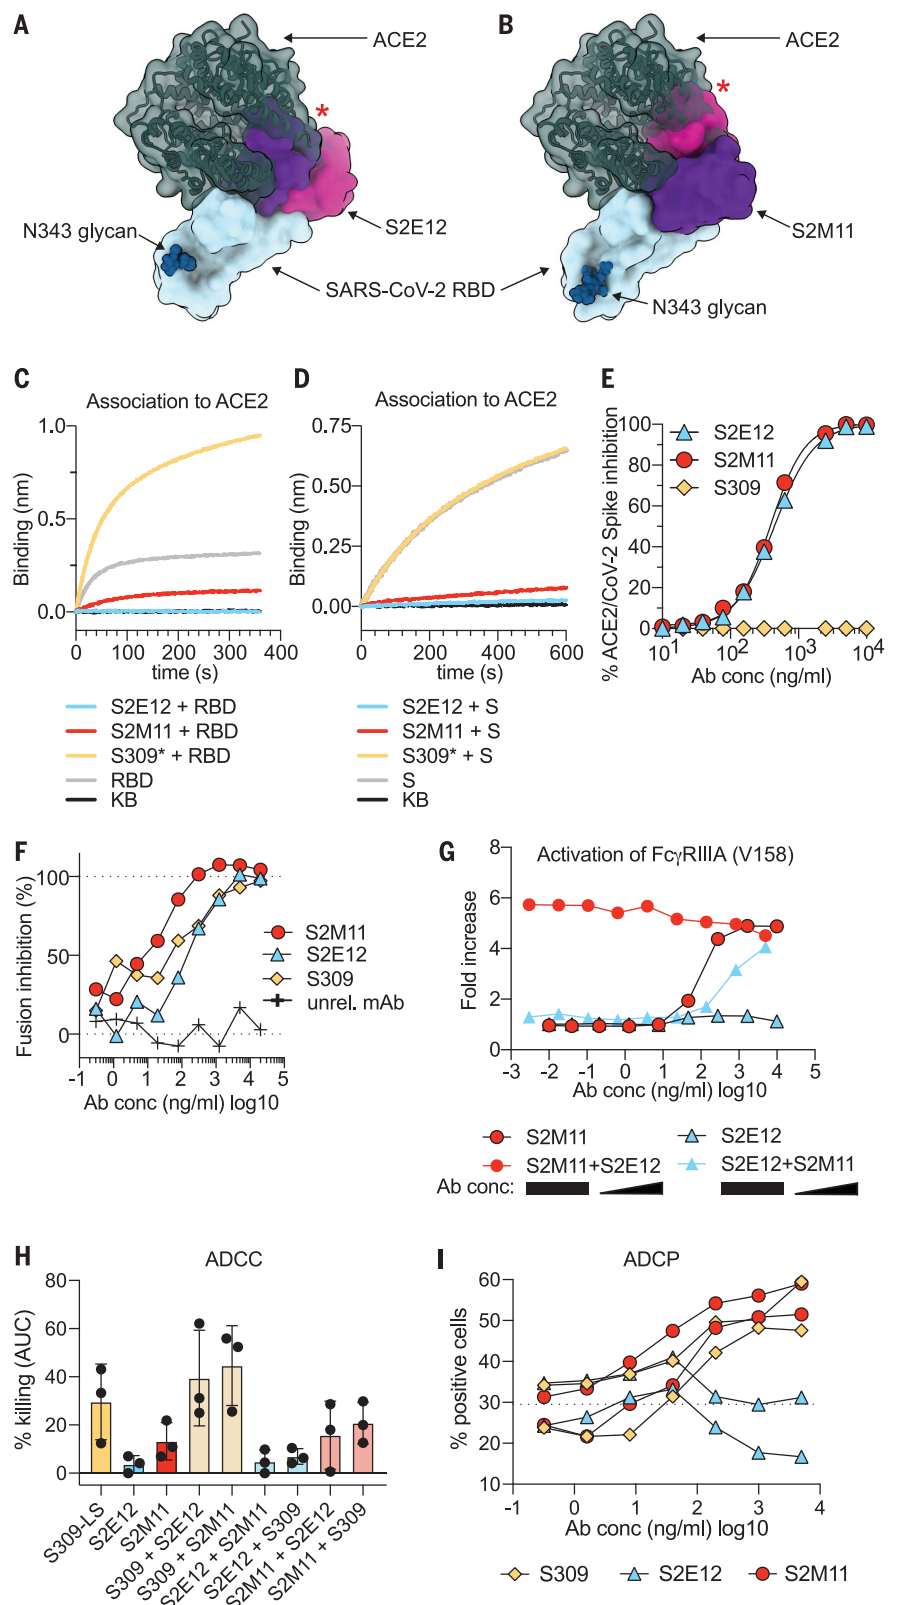 A
ACE2
*
S2E12
N343 glycan
SARS-CoV-2 RBD
B
ACE2
*
S2M11
N343 glycan
C
Association to ACE2
Binding (nm)
1.0
0.5
0.0
0 100 200 300 400
time (s)
S2E12 + RBD
S2M11 + RBD
S309* + RBD
RBD
KB
D
Association to ACE2
Binding (nm)
0.75
0.50
0.25
0.00
0 200 400 600
time (s)
S2E12 + S
S2M11 + S
S309* + S
S
KB
E
% ACE2/CoV-2 Spike inhibition
100
80
60
40
20
0
S2E12
S2M11
S309
10^1 10^2 10^3 10^4
Ab conc (ng/ml)
F
Fusion inhibition (%)
100
50
0
-1 0 1 2 3 4 5
Ab conc (ng/ml) log10
S2M11
S2E12
S309
unrel. mAb
G
Activation of FcγRIIIA (V158)
Fold increase
8
6
4
2
0
-3 -2 -1 0 1 2 3 4 5
Ab conc (ng/ml) log10
S2M11
S2E12
S2M11+S2E12
S2E12+S2M11
Ab conc:
H
ADCC
% killing (AUC)
80
60
40
20
0
S309-LS
S2E12
S2M11
S309 + S2E12
S309 + S2M11
S2E12 + S2M11
S2E12 + S309
S2M11 + S2E12
S2M11 + S309
I
ADCP
% positive cells
60
50
40
30
20
10
-1 0 1 2 3 4
Ab conc (ng/ml) log10
S309
S2E12
S2M11